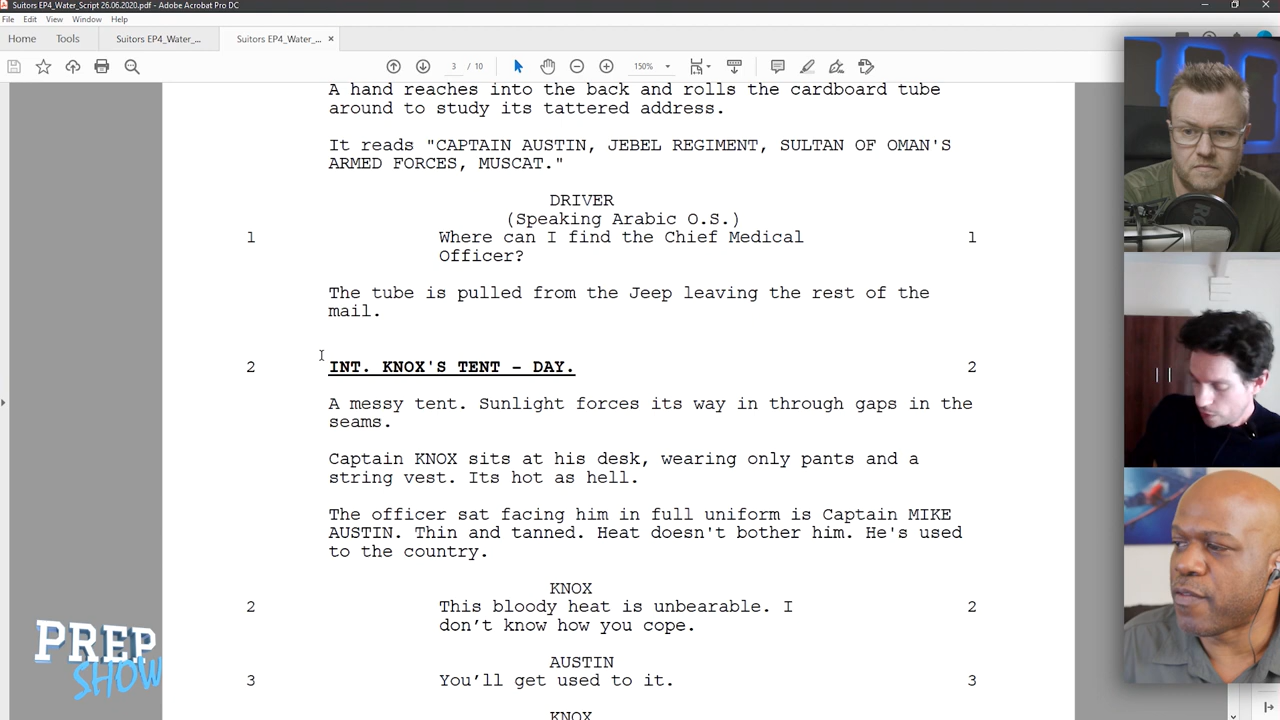 Suitors EP4_Water_Script 26.06.2020.pdf - Adobe Acrobat Pro DC
File Edit View Window Help
Home Tools Suitors EP4_Water_... Suitors EP4_Water_... ×
3 / 10 150%
A hand reaches into the back and rolls the cardboard tube
around to study its tattered address.
It reads "CAPTAIN AUSTIN, JEBEL REGIMENT, SULTAN OF OMAN'S
ARMED FORCES, MUSCAT."
DRIVER
(Speaking Arabic O.S.)
1 Where can I find the Chief Medical 1
Officer?
The tube is pulled from the Jeep leaving the rest of the
mail.
2 INT. KNOX'S TENT - DAY. 2
A messy tent. Sunlight forces its way in through gaps in the
seams.
Captain KNOX sits at his desk, wearing only pants and a
string vest. Its hot as hell.
The officer sat facing him in full uniform is Captain MIKE
AUSTIN. Thin and tanned. Heat doesn't bother him. He's used
to the country.
KNOX
2 This bloody heat is unbearable. I 2
don’t know how you cope.
AUSTIN
3 You’ll get used to it. 3
KNOX
PREP
SHOW